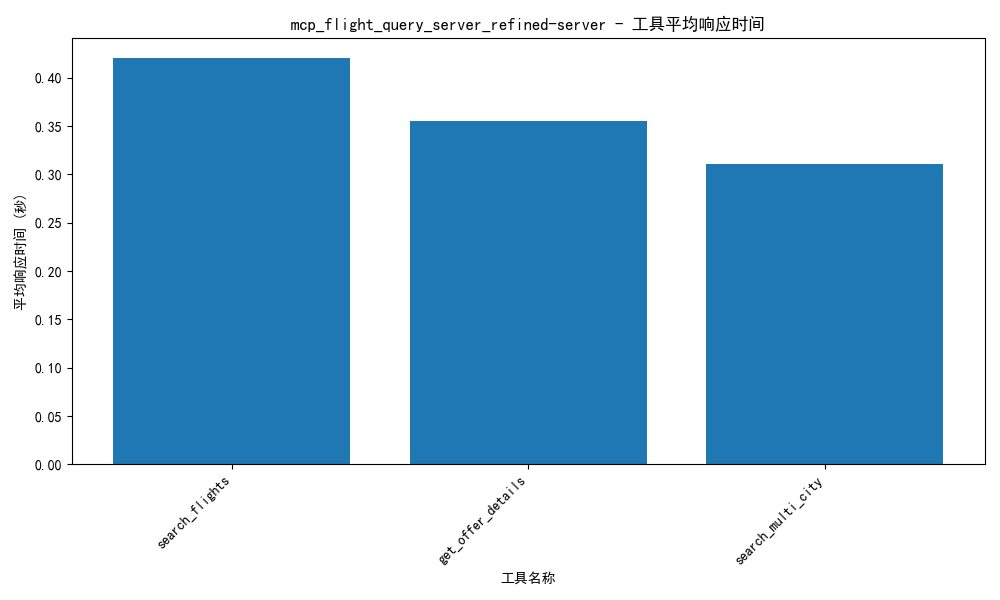 mcp_flight_query_server_refined-server - 工具平均响应时间
平均响应时间 (秒)
0.40
0.35
0.30
0.25
0.20
0.15
0.10
0.05
0.00
search_flights
get_offer_details
search_multi_city
工具名称